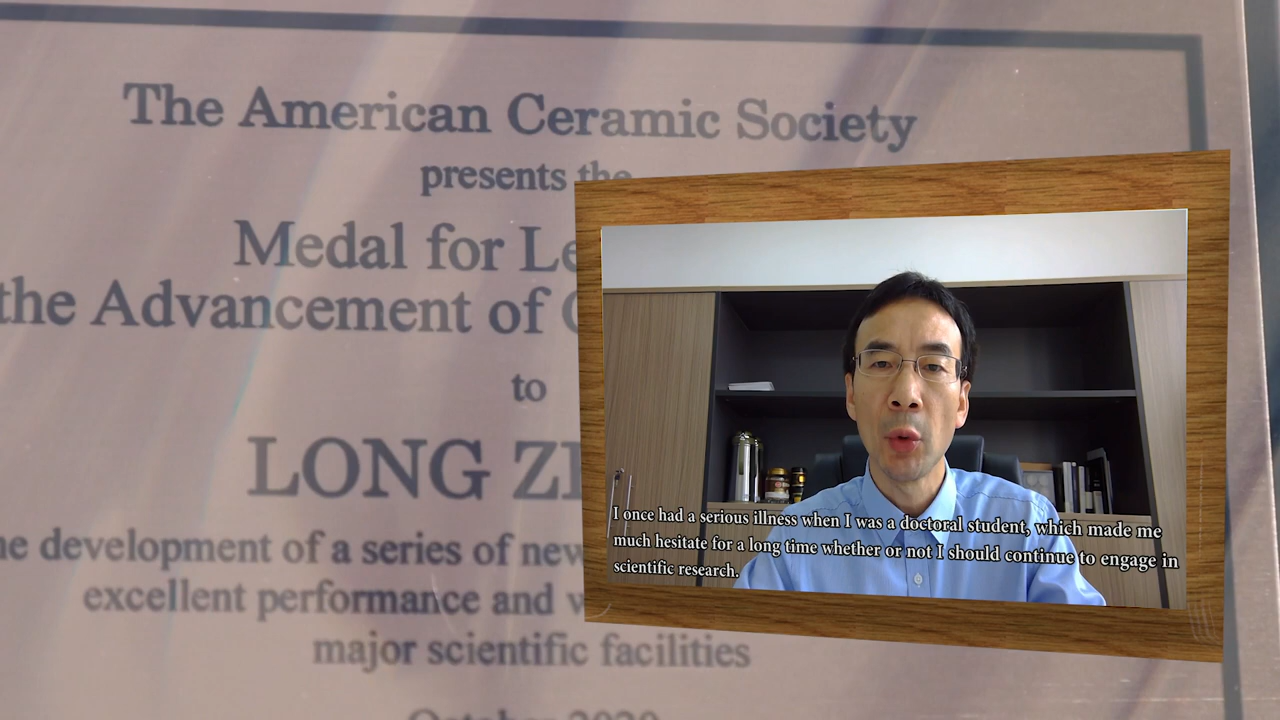 The American Ceramic Society
presents the
Medal for Le
the Advancement of
to
LONG
development of a series of new
excellent performance and
major scientific facilities
October 2020
I once had a serious illness when I was a doctoral student, which made me
much hesitate for a long time whether or not I should continue to engage in
scientific research.